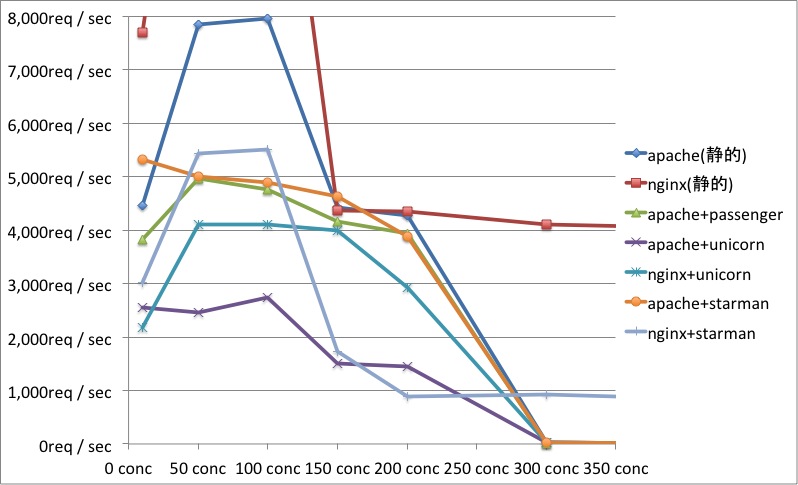 8,000req / sec
7,000req / sec
6,000req / sec
5,000req / sec
4,000req / sec
3,000req / sec
2,000req / sec
1,000req / sec
0req / sec
0 conc 50 conc 100 conc 150 conc 200 conc 250 conc 300 conc 350 conc
apache(静的)
nginx(静的)
apache+passenger
apache+unicorn
nginx+unicorn
apache+starman
nginx+starman